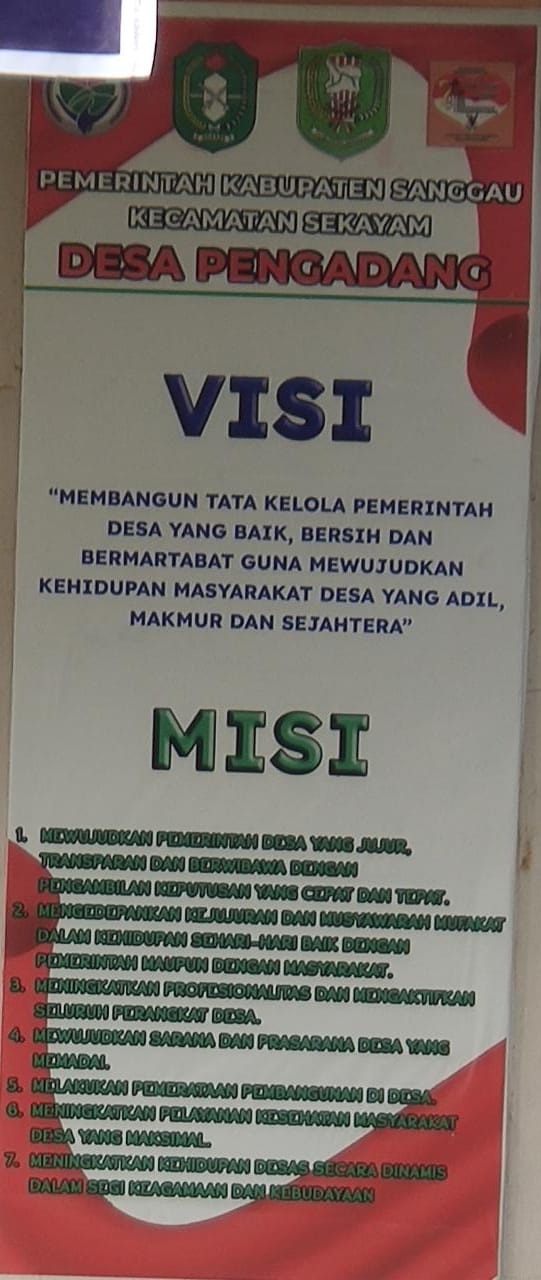 PEMERINTAH KABUPATEN SANGGAU
KECAMATAN SEKAYAM
DESA PENGADANG
VISI
“MEMBANGUN TATA KELOLA PEMERINTAH
DESA YANG BAIK, BERSIH DAN
BERMARTABAT GUNA MEWUJUDKAN
KEHIDUPAN MASYARAKAT DESA YANG ADIL,
MAKMUR DAN SEJAHTERA”
MISI
1. MEWUJUDKAN PEMERINTAH DESA YANG JUJUR,
TRANSPARAN DAN BERWIBAWA DENGAN
PENGAMBILAN KEPUTUSAN YANG CEPAT DAN TEPAT.
2. MENGEDEPANKAN KEJUJURAN DAN MUSYAWARAH MUFAKAT
DALAM KEHIDUPAN SEHARI-HARI BAIK DENGAN
PEMERINTAH MAUPUN DENGAN MASYARAKAT.
3. MENINGKATKAN PROFESIONALITAS DAN MENGAKTIFKAN
SELURUH PERANGKAT DESA.
4. MEWUJUDKAN SARANA DAN PRASARANA DESA YANG
MEMADAI.
5. MELAKUKAN PEMERATAAN PEMBANGUNAN DI DESA.
6. MENINGKATKAN PELAYANAN KESEHATAN MASYARAKAT
DESA YANG MAKSIMAL.
7. MENINGKATKAN KEHIDUPAN DESAS SECARA DINAMIS
DALAM SEGI KEAGAMAAN DAN KEBUDAYAAN